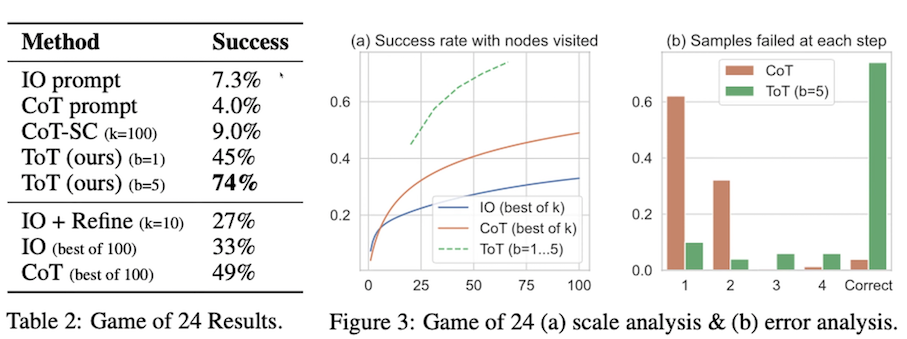 Method Success
IO prompt 7.3%
CoT prompt 4.0%
CoT-SC (k=100) 9.0%
ToT (ours) (b=1) 45%
ToT (ours) (b=5) 74%
IO + Refine (k=10) 27%
IO (best of 100) 33%
CoT (best of 100) 49%
Table 2: Game of 24 Results.
(a) Success rate with nodes visited
0.6
0.4
0.2
IO (best of k)
CoT (best of k)
ToT (b=1...5)
0 25 50 75 100
(b) Samples failed at each step
CoT
ToT (b=5)
0.6
0.4
0.2
0.0
1 2 3 4 Correct
Figure 3: Game of 24 (a) scale analysis & (b) error analysis.